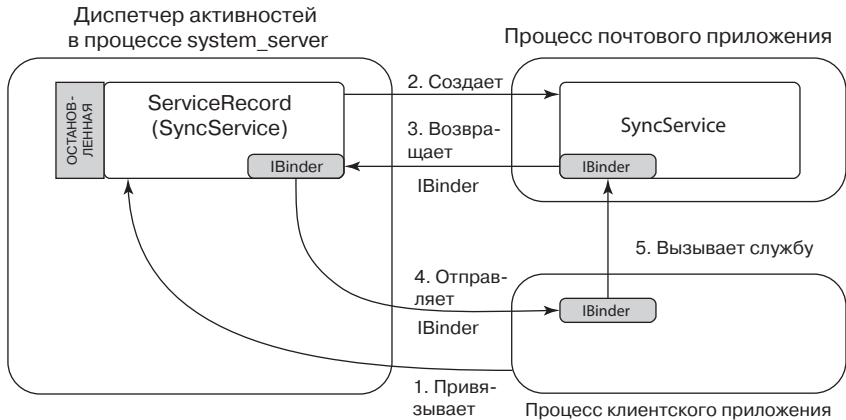 Диспетчер активностей
в процессе system_server
Процесс почтового приложения
ОСТАНОВ-
ЛЕННАЯ
ServiceRecord
(SyncService)
IBinder
2. Создает
3. Возвра-
щает
IBinder
SyncService
IBinder
5. Вызывает службу
4. Отправ-
ляет
IBinder
IBinder
1. Привя-
зывает
Процесс клиентского приложения